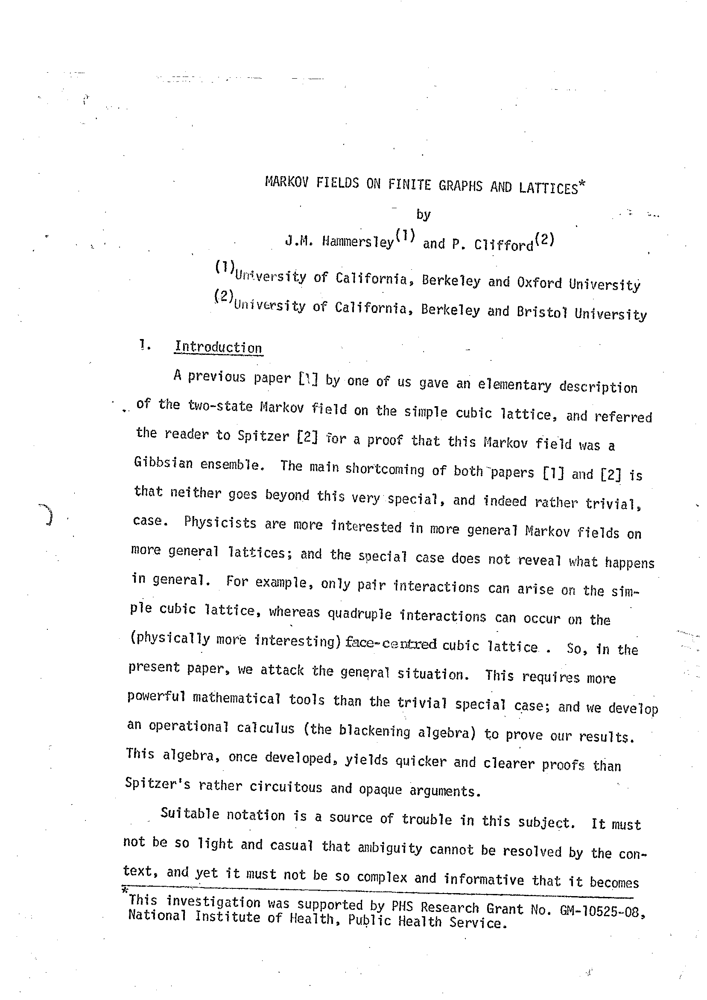 MARKOV FIELDS ON FINITE GRAPHS AND LATTICES*
by
J.M. Hammersley(1) and P. Clifford(2)
(1)University of California, Berkeley and Oxford University
(2)University of California, Berkeley and Bristol University
1. Introduction
A previous paper [1] by one of us gave an elementary description
of the two-state Markov field on the simple cubic lattice, and referred
the reader to Spitzer [2] for a proof that this Markov field was a
Gibbsian ensemble. The main shortcoming of both papers [1] and [2] is
that neither goes beyond this very special, and indeed rather trivial,
case. Physicists are more interested in more general Markov fields on
more general lattices; and the special case does not reveal what happens
in general. For example, only pair interactions can arise on the sim-
ple cubic lattice, whereas quadruple interactions can occur on the
(physically more interesting) face-centred cubic lattice . So, in the
present paper, we attack the general situation. This requires more
powerful mathematical tools than the trivial special case; and we develop
an operational calculus (the blackening algebra) to prove our results.
This algebra, once developed, yields quicker and clearer proofs than
Spitzer's rather circuitous and opaque arguments.
Suitable notation is a source of trouble in this subject. It must
not be so light and casual that ambiguity cannot be resolved by the con-
text, and yet it must not be so complex and informative that it becomes
*This investigation was supported by PHS Research Grant No. GM-10525-08,
National Institute of Health, Public Health Service.